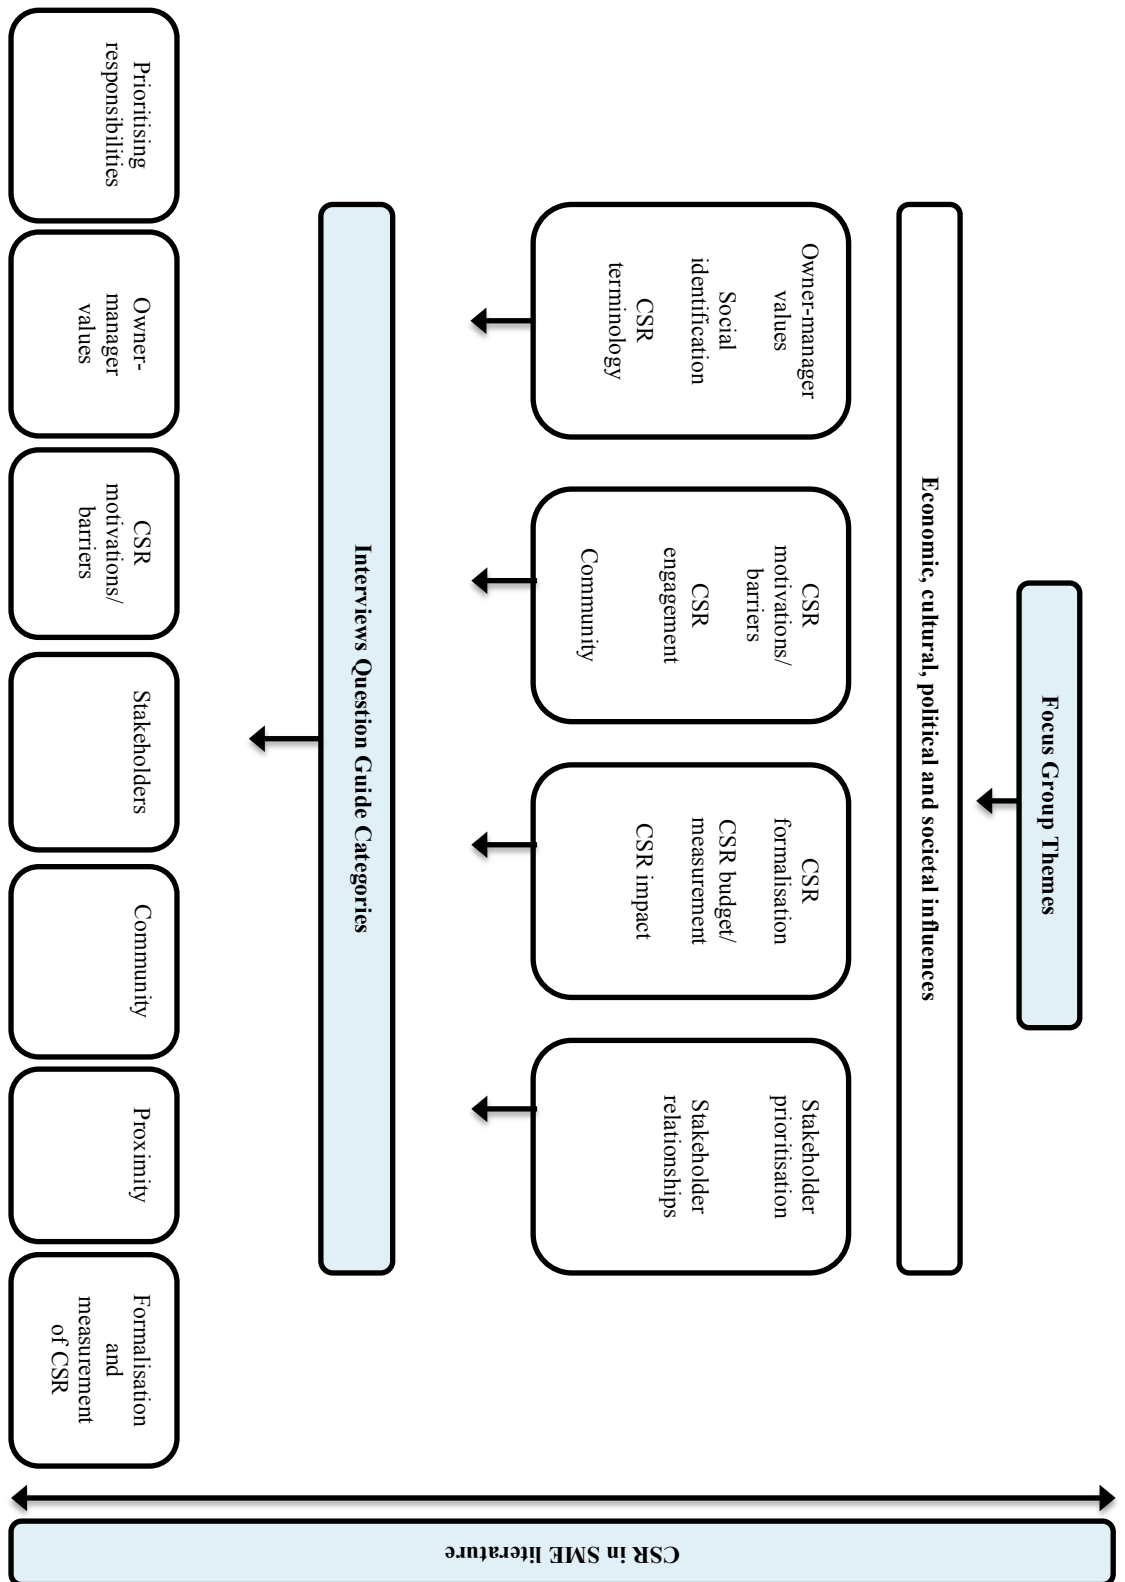 Focus Group Themes
Economic, cultural, political and societal influences
Owner-manager
values
Social
identification
CSR
terminology
CSR
motivations/
barriers
CSR
engagement
Community
CSR
formalisation
CSR budget/
measurement
CSR impact
Stakeholder
prioritisation
Stakeholder
relationships
Interviews Question Guide Categories
Prioritising
responsibilities
Owner-
manager
values
CSR
motivations/
barriers
Stakeholders
Community
Proximity
Formalisation
and
measurement
of CSR
CSR in SME literature